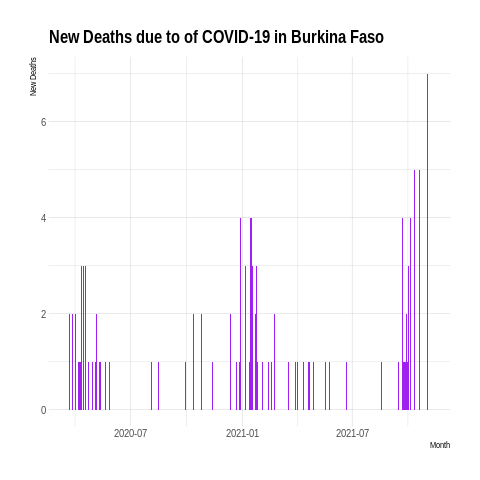 New Deaths due to of COVID-19 in Burkina Faso
New Deaths
6
4
2
0
2020-07 2021-01 2021-07
Month